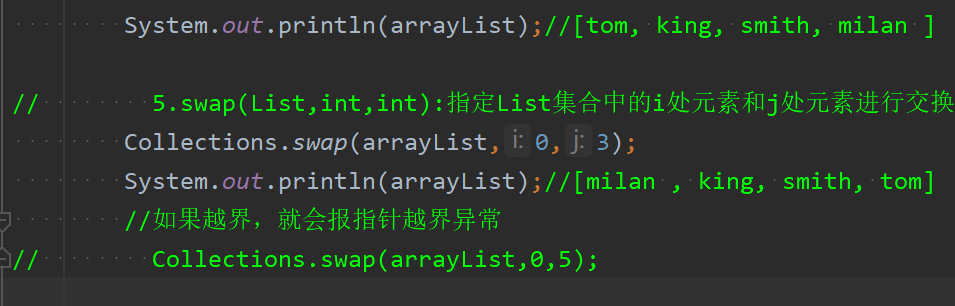 System.out.println(arrayList);//[tom, king, smith, milan ]
// 5.swap(List,int,int):指定List集合中的i处元素和j处元素进行交换
Collections.swap(arrayList, i: 0, j: 3);
System.out.println(arrayList);//[milan , king, smith, tom]
//如果越界，就会报指针越界异常
// Collections.swap(arrayList,0,5);